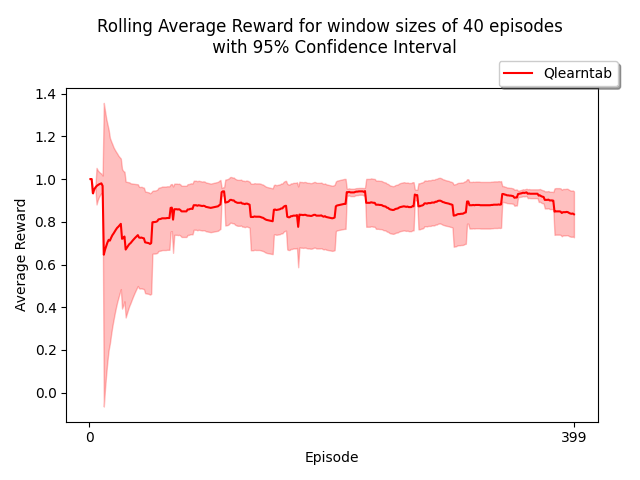 Rolling Average Reward for window sizes of 40 episodes
with 95% Confidence Interval
Qlearntab
1.4
1.2
1.0
0.8
0.6
0.4
0.2
0.0
Average Reward
0
399
Episode